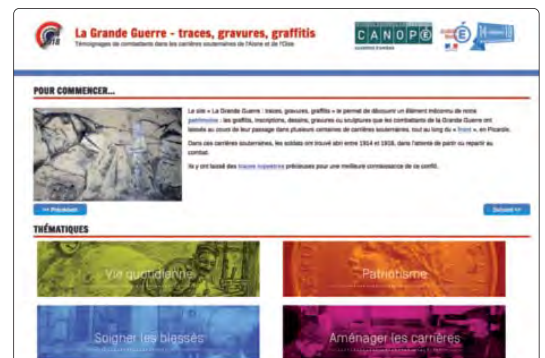 La Grande Guerre - traces, gravures, graffitis
Témoignages de combattants dans les carrières souterraines de l'Aisne et de l'Oise
CANOPÉ
POUR COMMENCER...
Le site « La Grande Guerre : traces, gravures, graffitis » te permet de découvrir un élément méconnu de notre
patrimoine : les graffitis, inscriptions, dessins, gravures ou sculptures que les combattants de la Grande Guerre ont
laissés au cours de leur passage dans plusieurs centaines de carrières souterraines, tout au long du « front », en Picardie.
Dans ces carrières souterraines, les soldats ont trouvé abri entre 1914 et 1918, dans l'attente de partir ou repartir au
combat.
Ils y ont laissé des traces rupestres précieuses pour une meilleure connaissance de ce conflit.
<< Précédent
Suivant >>
THÉMATIQUES
Vie quotidienne
Patriotisme
Soigner les blessés
Aménager les carrières